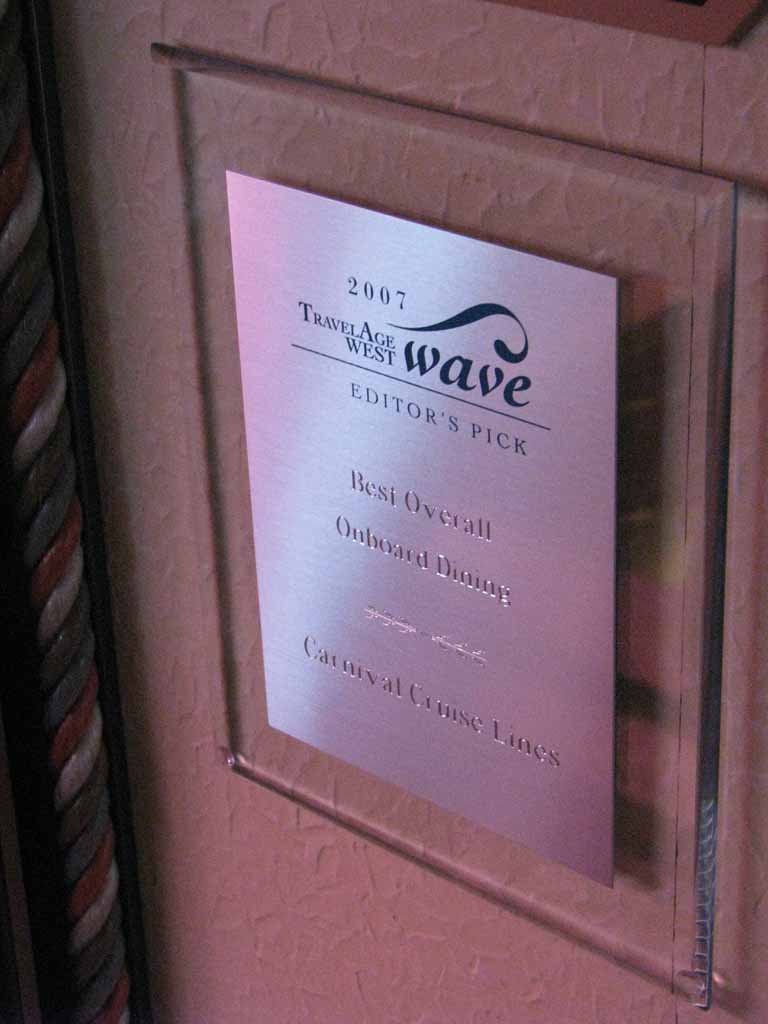 2007
TRAVELAGE
WEST wave
EDITOR'S PICK
Best Overall
Onboard Dining
Carnival Cruise Lines